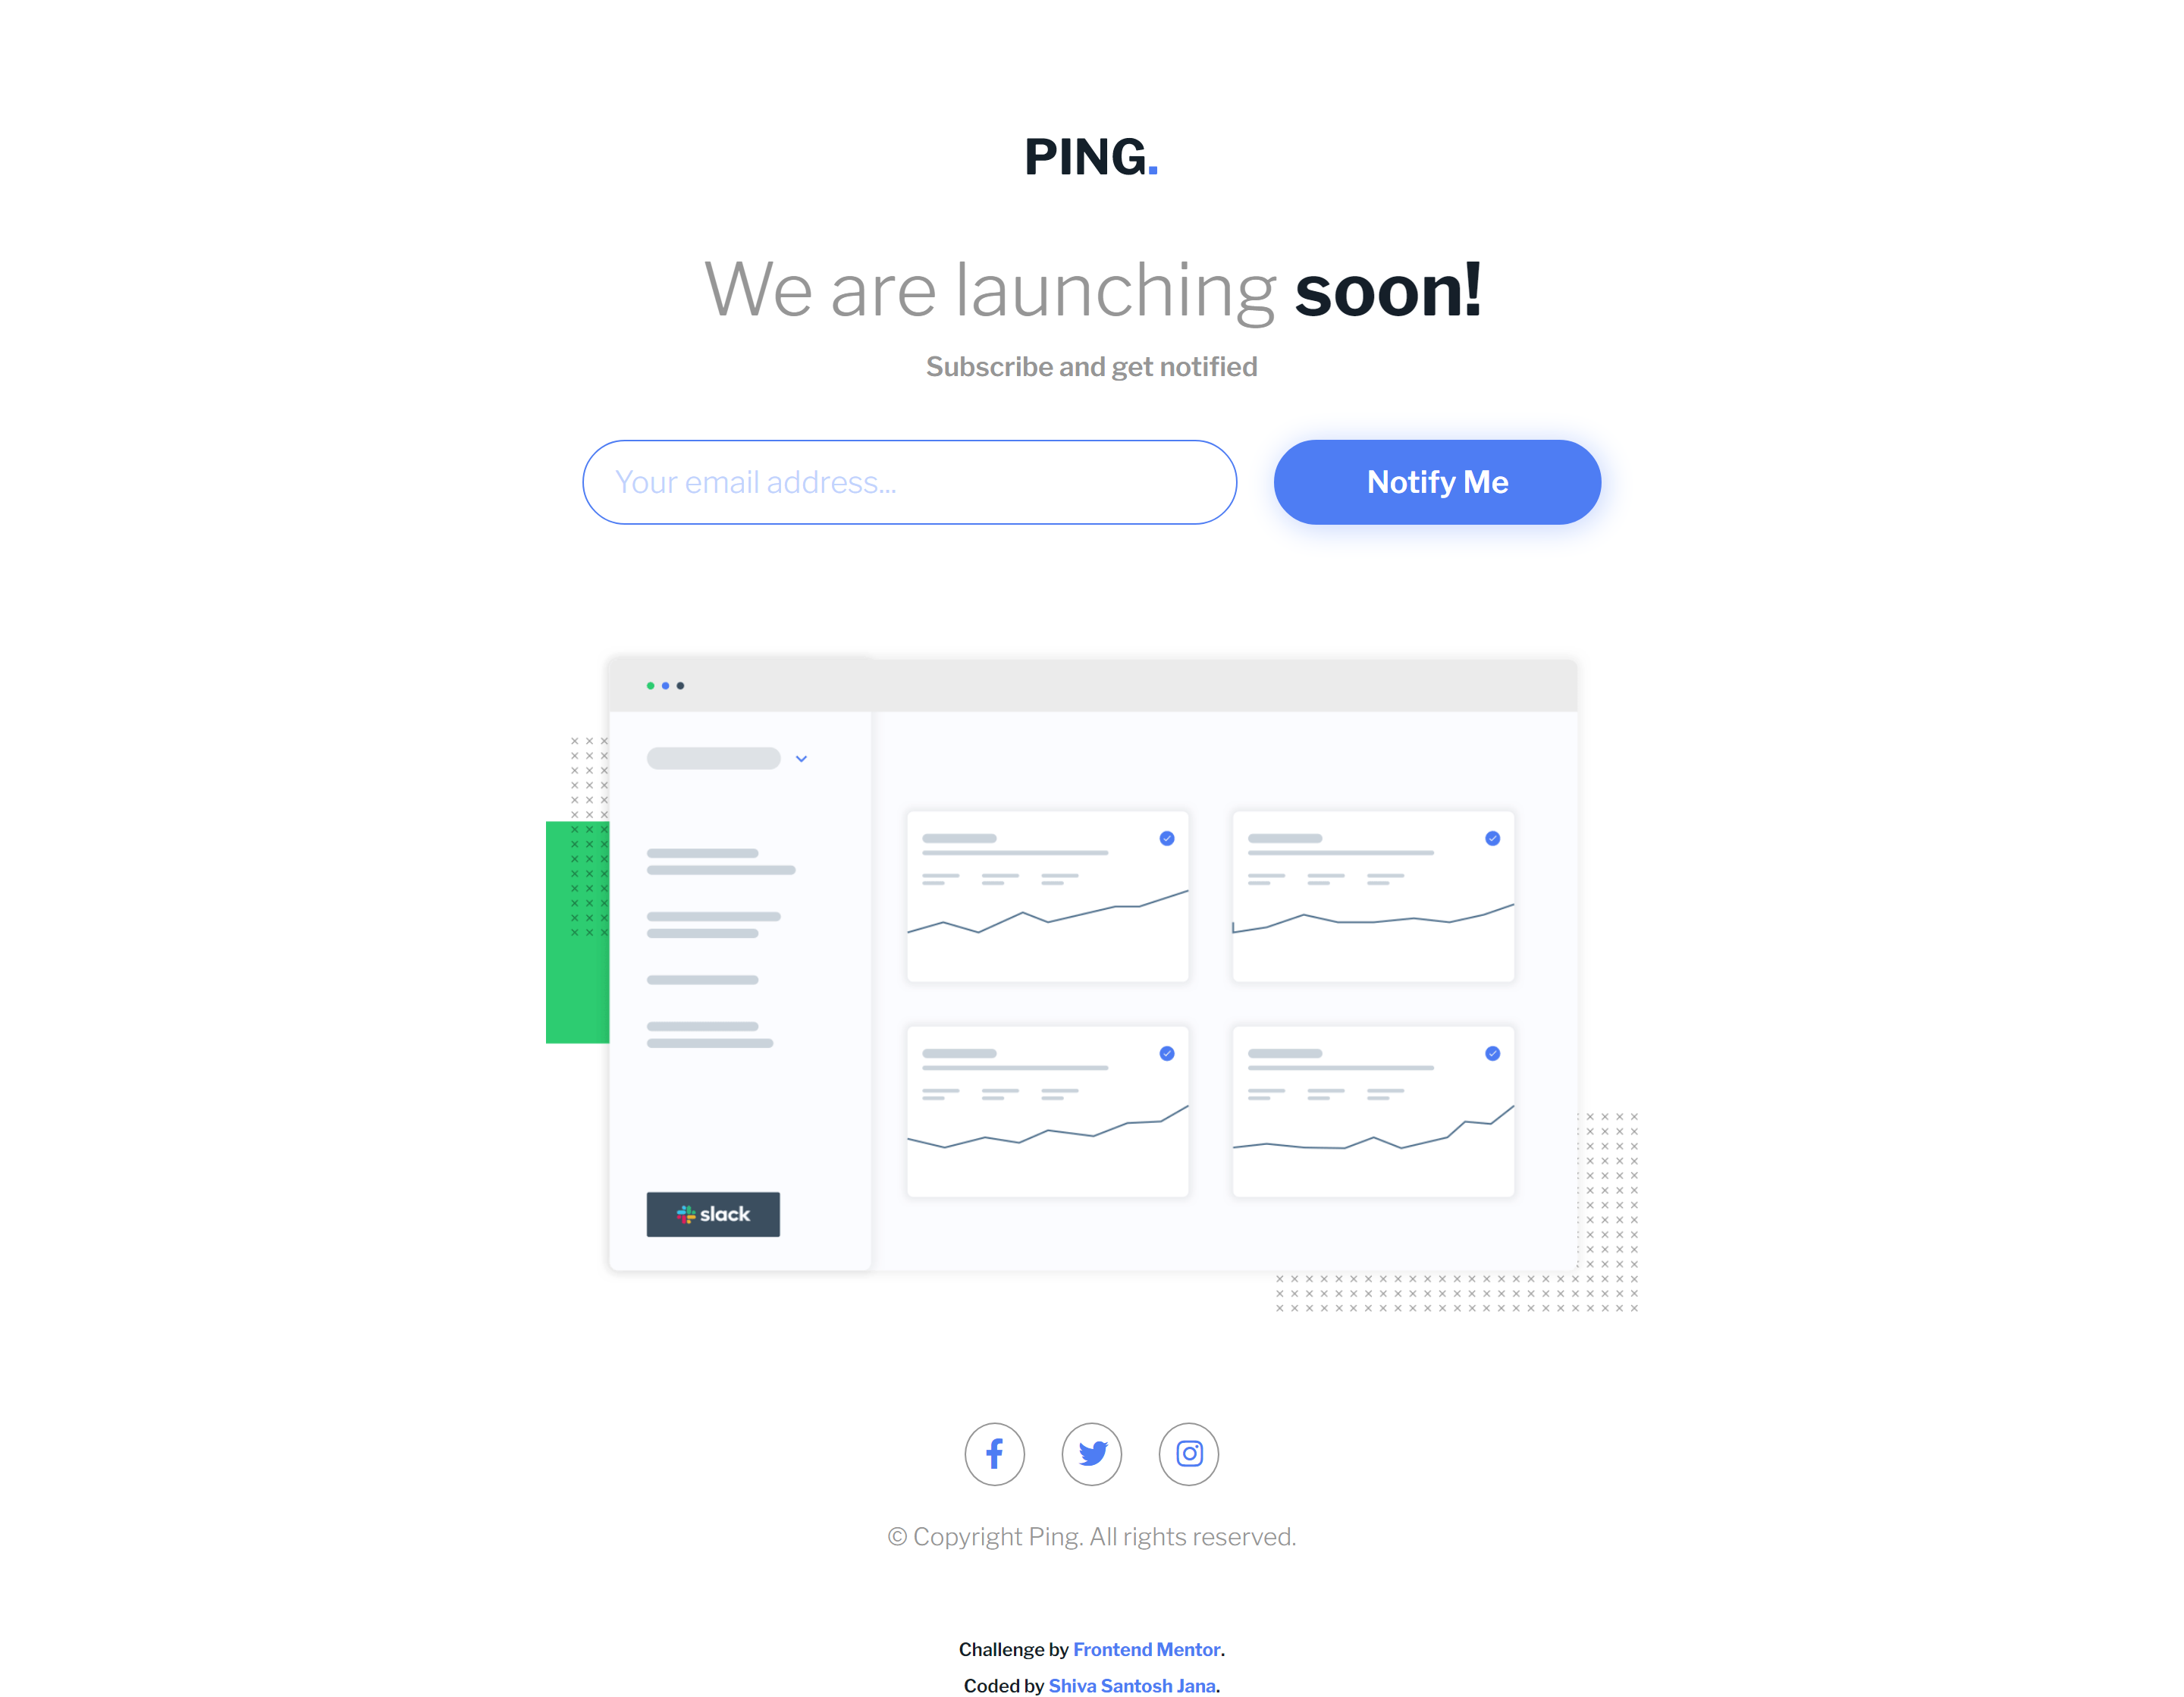 PING.
We are launching soon!
Subscribe and get notified
Your email address...
Notify Me
slack
© Copyright Ping. All rights reserved.
Challenge by Frontend Mentor.
Coded by Shiva Santosh Jana.